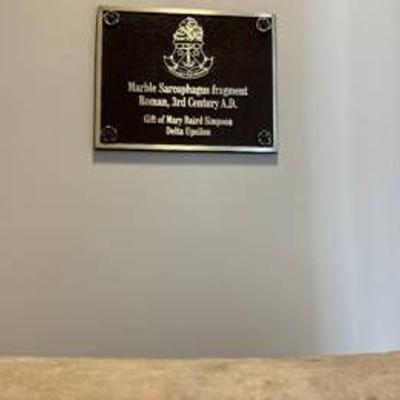 Marble Sarcophagus fragment
Roman, 3rd Century A.D.
Gift of Mary Baird Simpson
Delta Upsilon